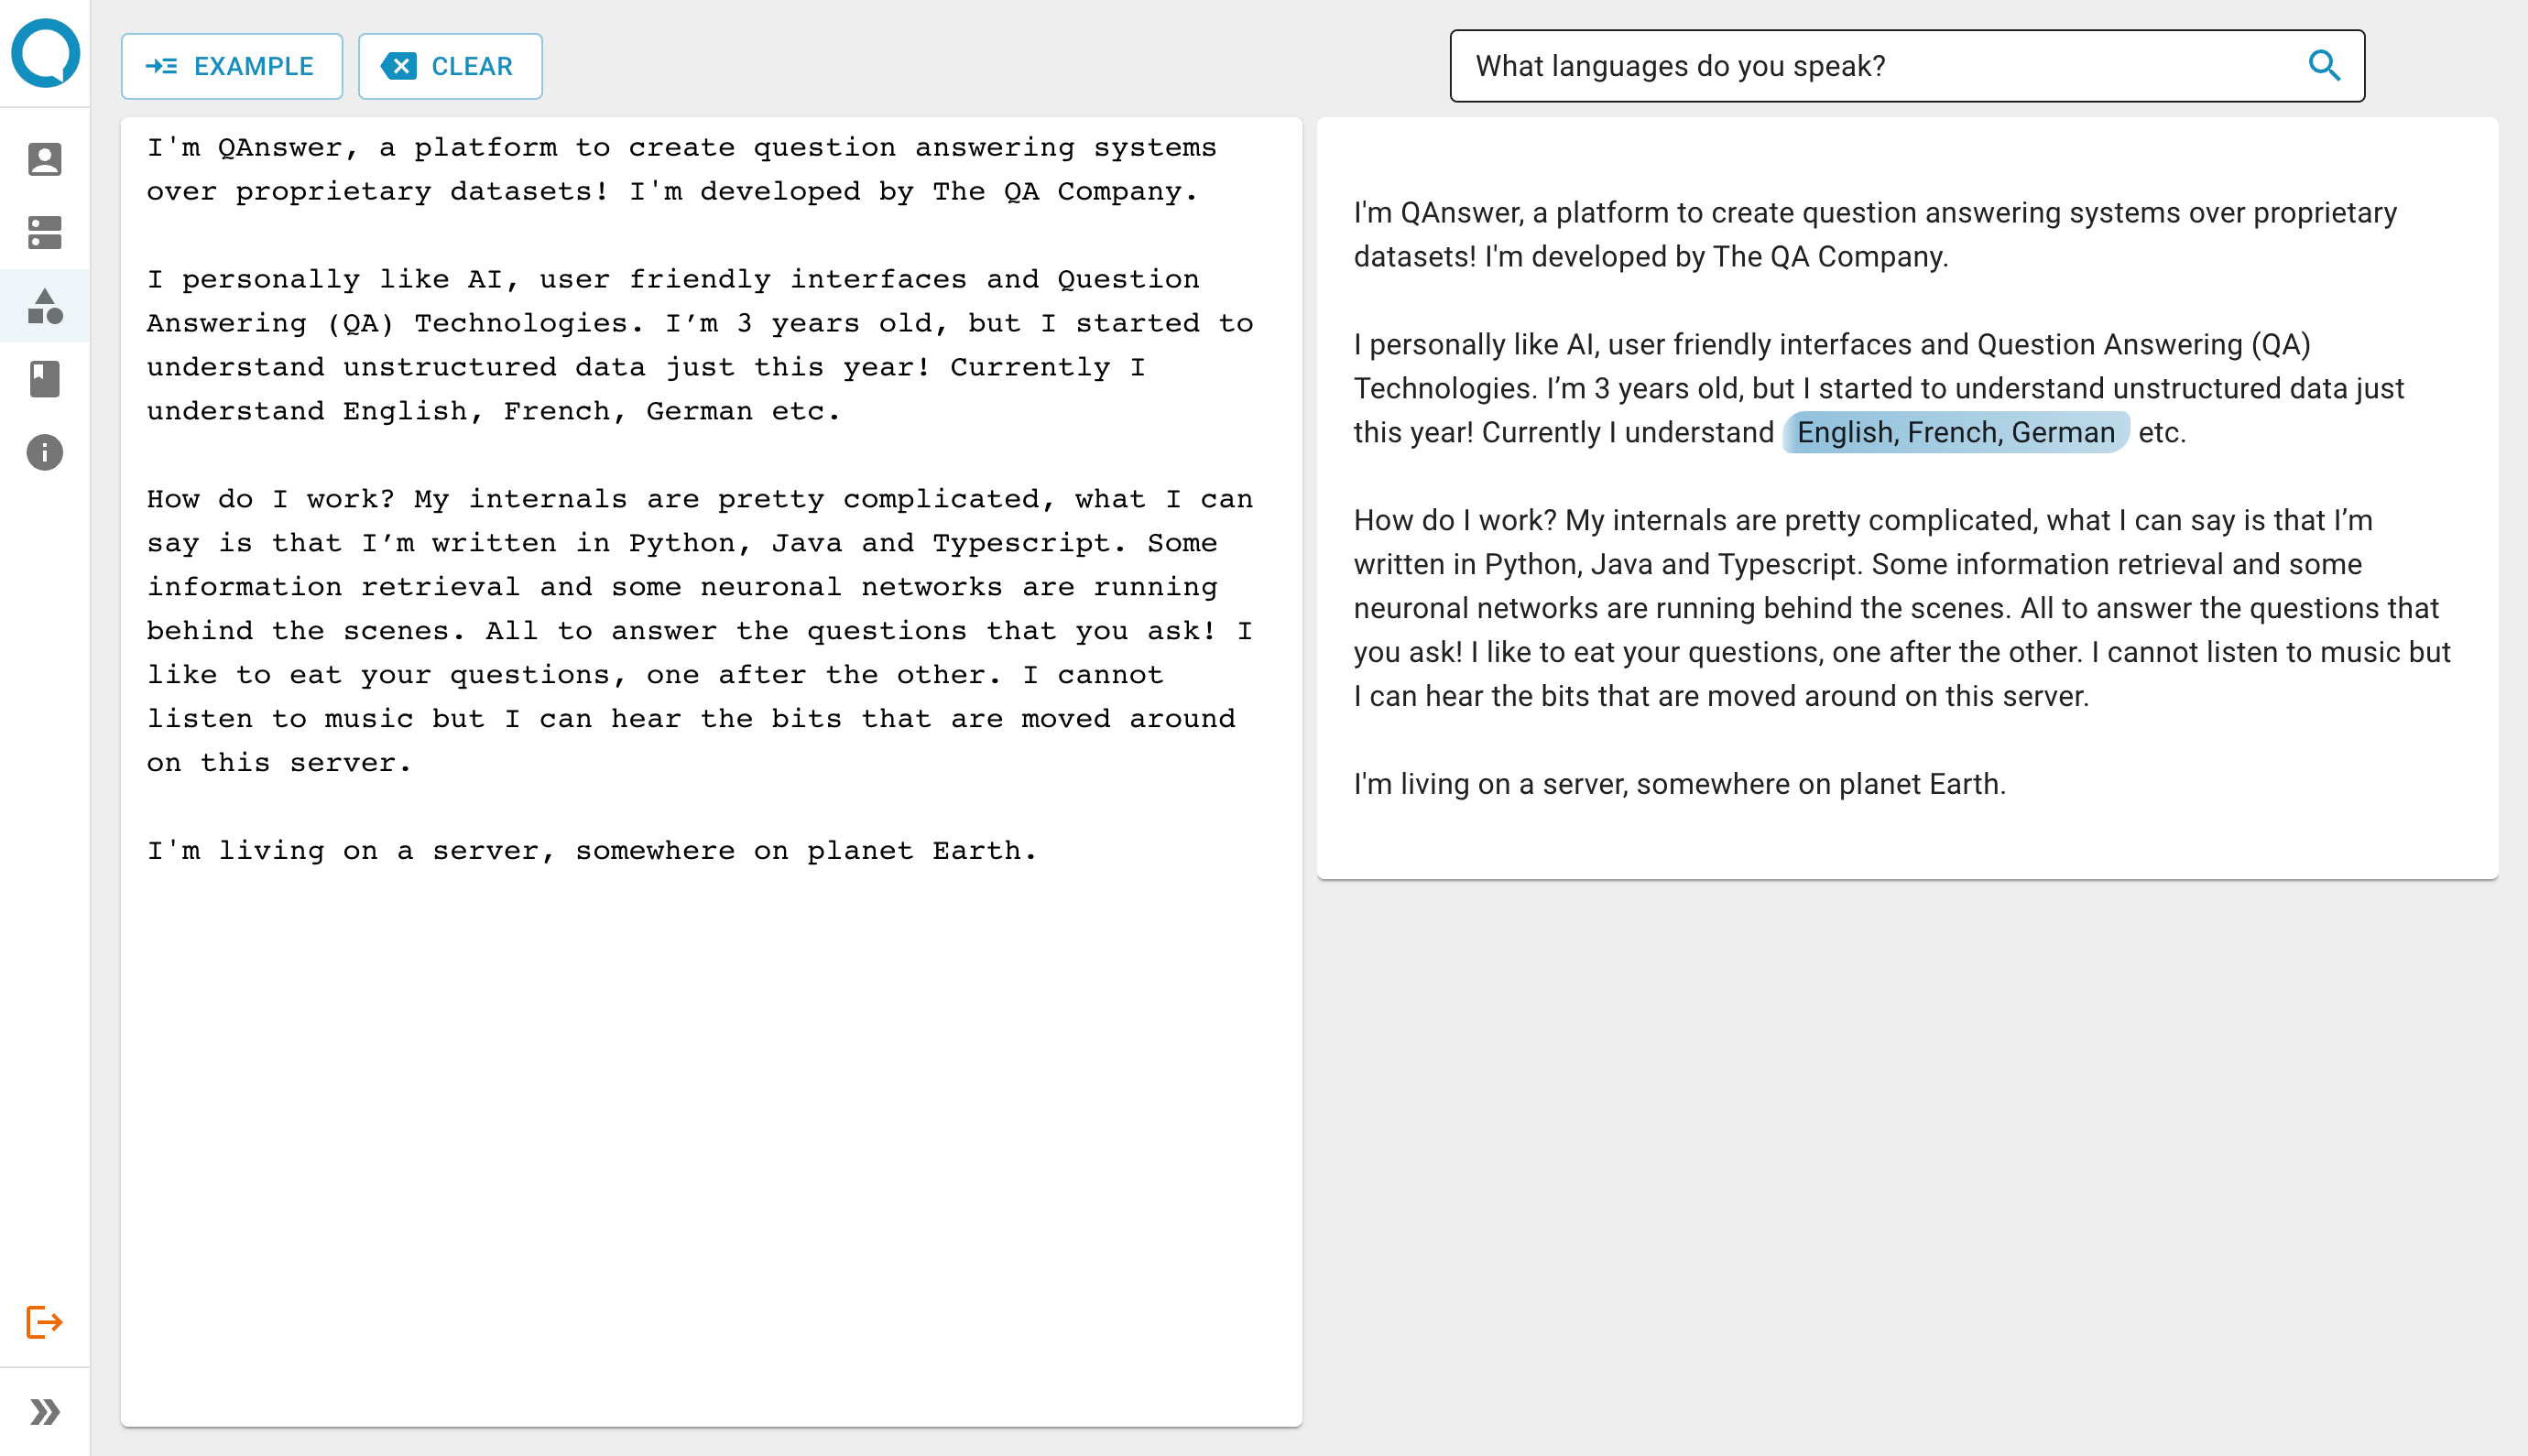 EXAMPLE
CLEAR
What languages do you speak?
I'm QAnswer, a platform to create question answering systems
over proprietary datasets! I'm developed by The QA Company.
I personally like AI, user friendly interfaces and Question
Answering (QA) Technologies. I’m 3 years old, but I started to
understand unstructured data just this year! Currently I
understand English, French, German etc.
How do I work? My internals are pretty complicated, what I can
say is that I’m written in Python, Java and Typescript. Some
information retrieval and some neuronal networks are running
behind the scenes. All to answer the questions that you ask! I
like to eat your questions, one after the other. I cannot
listen to music but I can hear the bits that are moved around
on this server.
I'm living on a server, somewhere on planet Earth.
I'm QAnswer, a platform to create question answering systems over proprietary
datasets! I'm developed by The QA Company.
I personally like AI, user friendly interfaces and Question Answering (QA)
Technologies. I’m 3 years old, but I started to understand unstructured data just
this year! Currently I understand English, French, German etc.
How do I work? My internals are pretty complicated, what I can say is that I’m
written in Python, Java and Typescript. Some information retrieval and some
neuronal networks are running behind the scenes. All to answer the questions that
you ask! I like to eat your questions, one after the other. I cannot listen to music but
I can hear the bits that are moved around on this server.
I'm living on a server, somewhere on planet Earth.